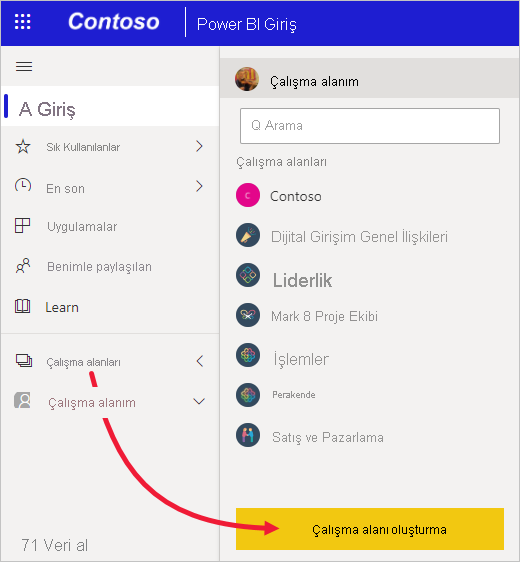 Contoso
Power BI Giriş
A Giriş
Sık Kullanılanlar
En son
Uygulamalar
Benimle paylaşılan
Learn
Çalışma alanları
Çalışma alanım
71 Veri al
Çalışma alanım
Q Arama
Çalışma alanları
C
Contoso
Dijital Girişim Genel İlişkileri
Liderlik
Mark 8 Proje Ekibi
İşlemler
Perakende
Satış ve Pazarlama
Çalışma alanı oluşturma